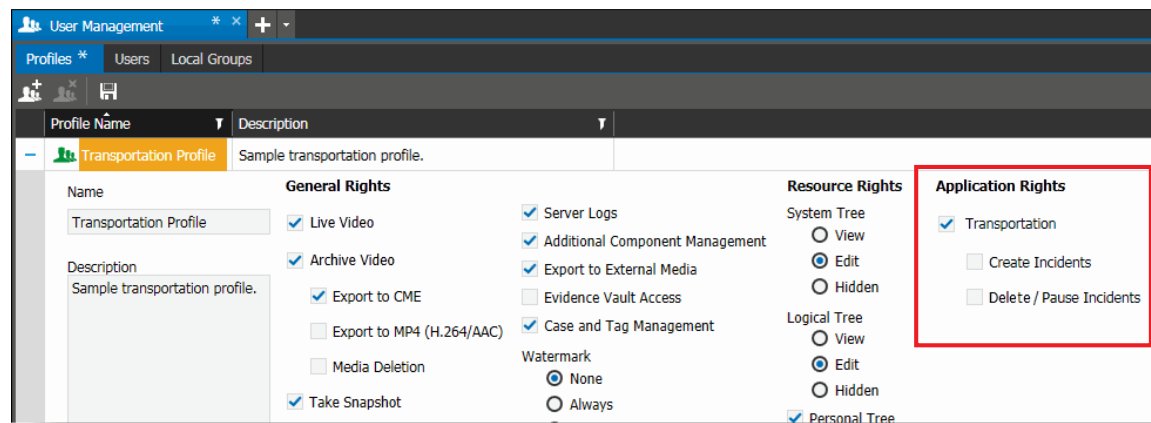 User Management * ×
Profiles * Users Local Groups
Profile Name Description
Transportation Profile Sample transportation profile.
Name
Transportation Profile
Description
Sample transportation profile.
General Rights
Live Video
Archive Video
Export to CME
Export to MP4 (H.264/AAC)
Media Deletion
Take Snapshot
Server Logs
Additional Component Management
Export to External Media
Evidence Vault Access
Case and Tag Management
Watermark
None
Always
Resource Rights
System Tree
View
Edit
Hidden
Logical Tree
View
Edit
Hidden
Personal Tree
Application Rights
Transportation
Create Incidents
Delete / Pause Incidents